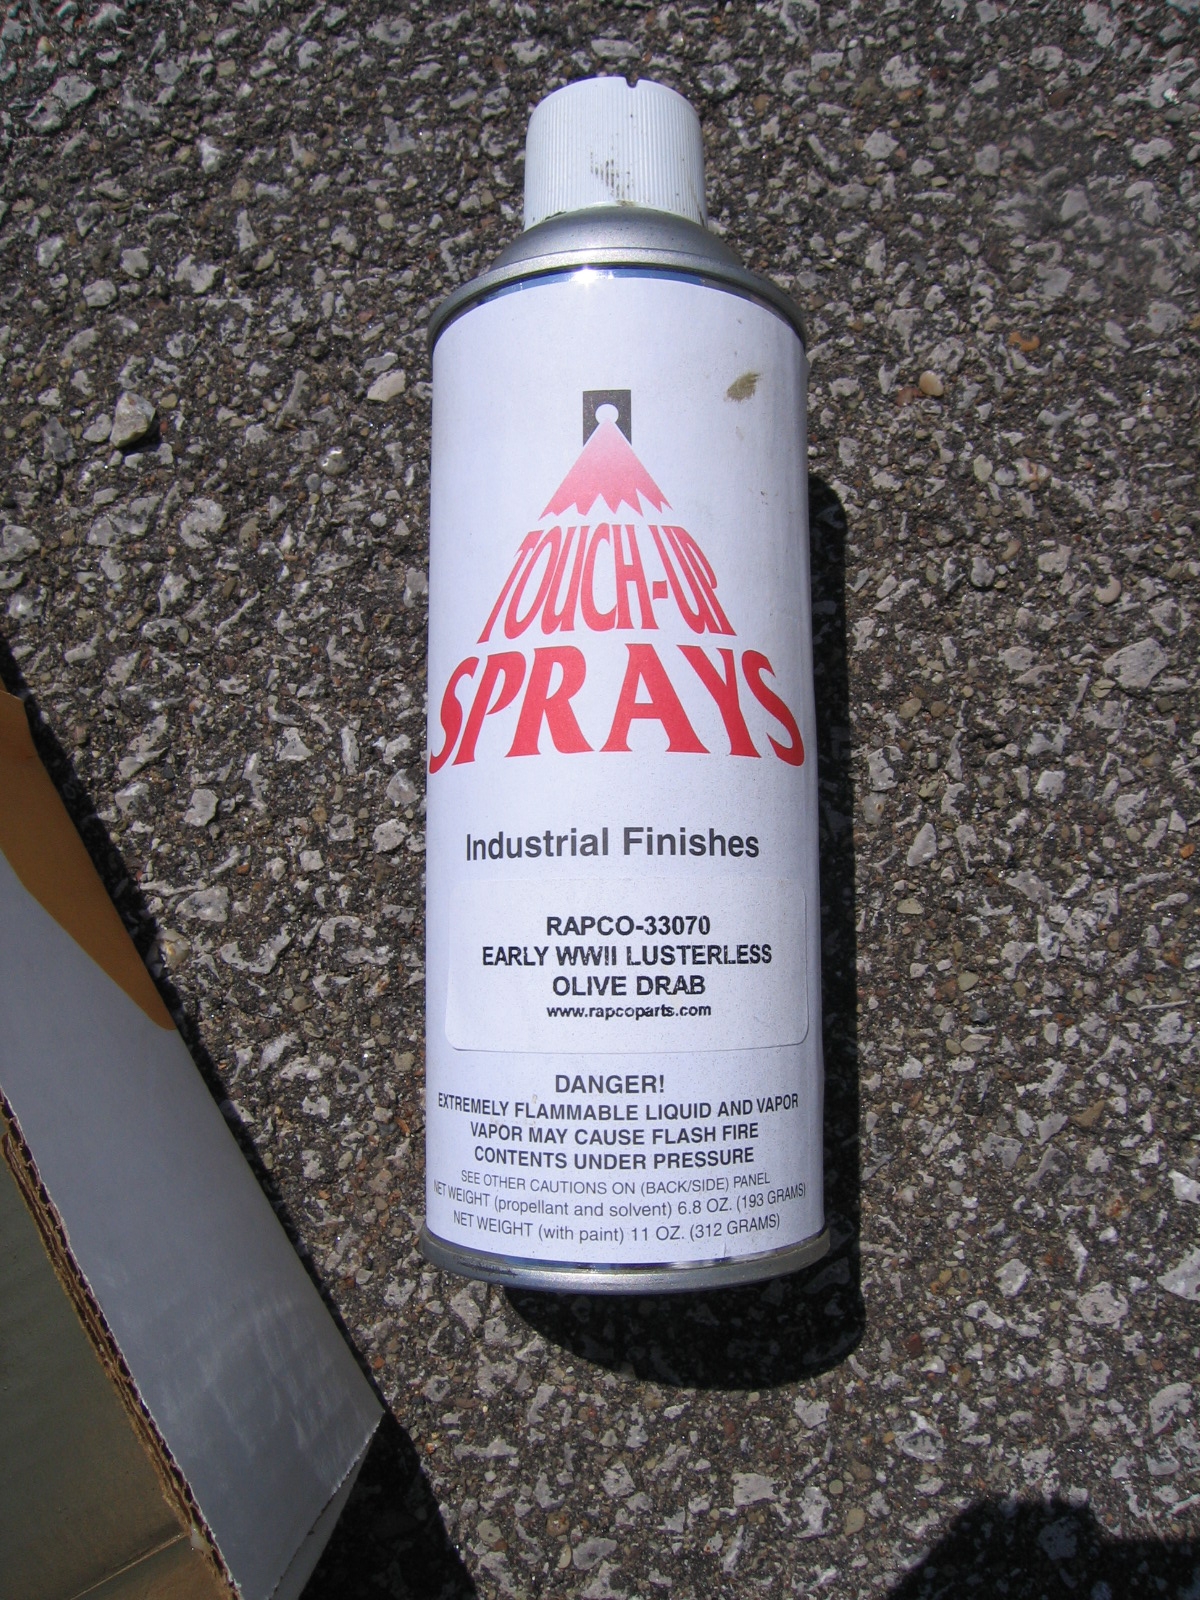 TOUCH-UP
SPRAYS
Industrial Finishes
RAPCO-33070
EARLY WWII LUSTERLESS
OLIVE DRAB
www.rapcoparts.com
DANGER!
EXTREMELY FLAMMABLE LIQUID AND VAPOR
VAPOR MAY CAUSE FLASH FIRE
CONTENTS UNDER PRESSURE
SEE OTHER CAUTIONS ON (BACK/SIDE) PANEL
NET WEIGHT (propellant and solvent) 6.8 OZ. (193 GRAMS)
NET WEIGHT (with paint) 11 OZ. (312 GRAMS)